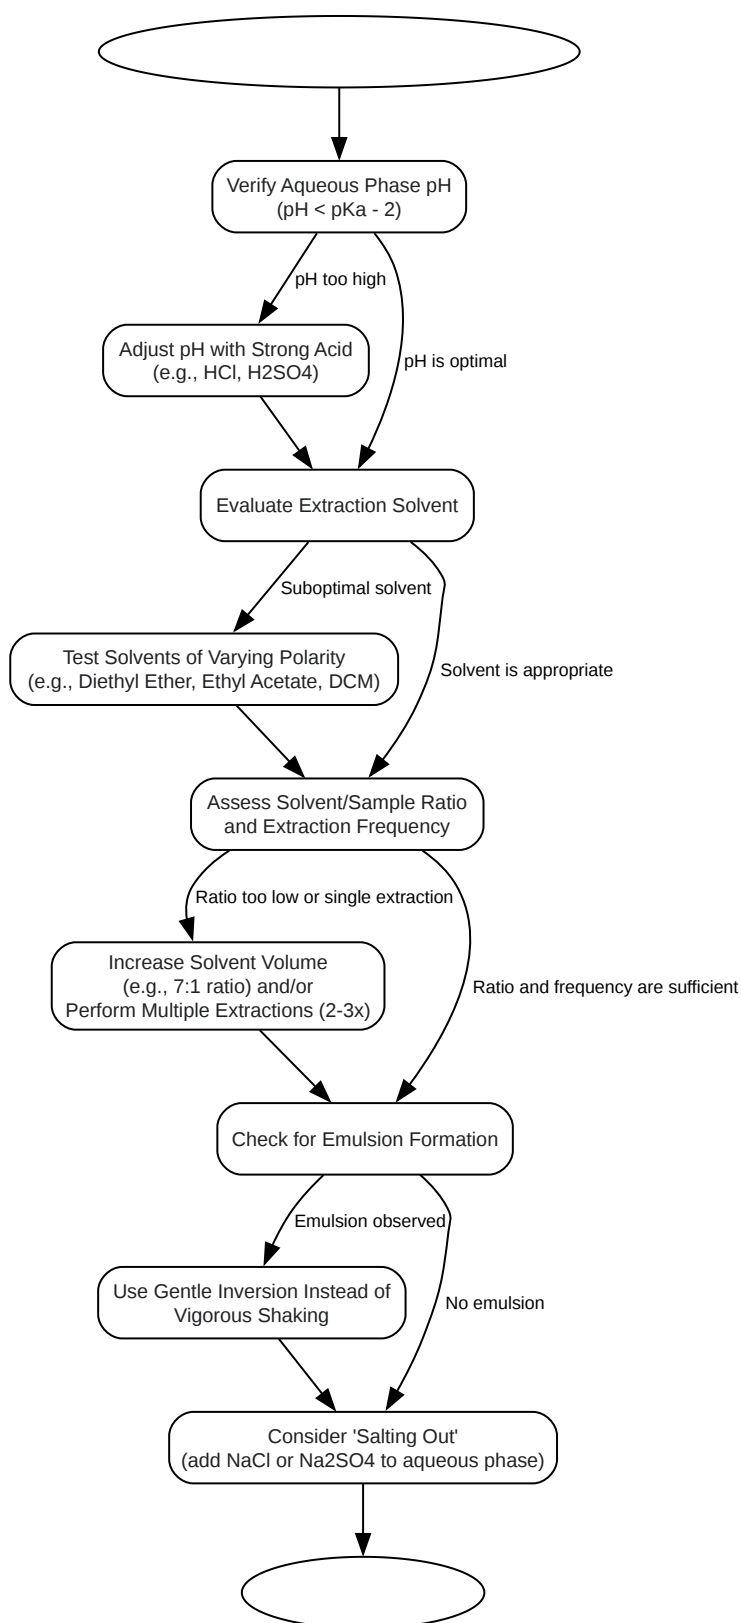 Verify Aqueous Phase pH
(pH < pKa - 2)
pH too high
Adjust pH with Strong Acid
(e.g., HCl, H2SO4)
pH is optimal
Evaluate Extraction Solvent
Suboptimal solvent
Test Solvents of Varying Polarity
(e.g., Diethyl Ether, Ethyl Acetate, DCM)
Solvent is appropriate
Assess Solvent/Sample Ratio
and Extraction Frequency
Ratio too low or single extraction
Increase Solvent Volume
(e.g., 7:1 ratio) and/or
Perform Multiple Extractions (2-3x)
Ratio and frequency are sufficient
Check for Emulsion Formation
Emulsion observed
Use Gentle Inversion Instead of
Vigorous Shaking
No emulsion
Consider 'Salting Out'
(add NaCl or Na2SO4 to aqueous phase)